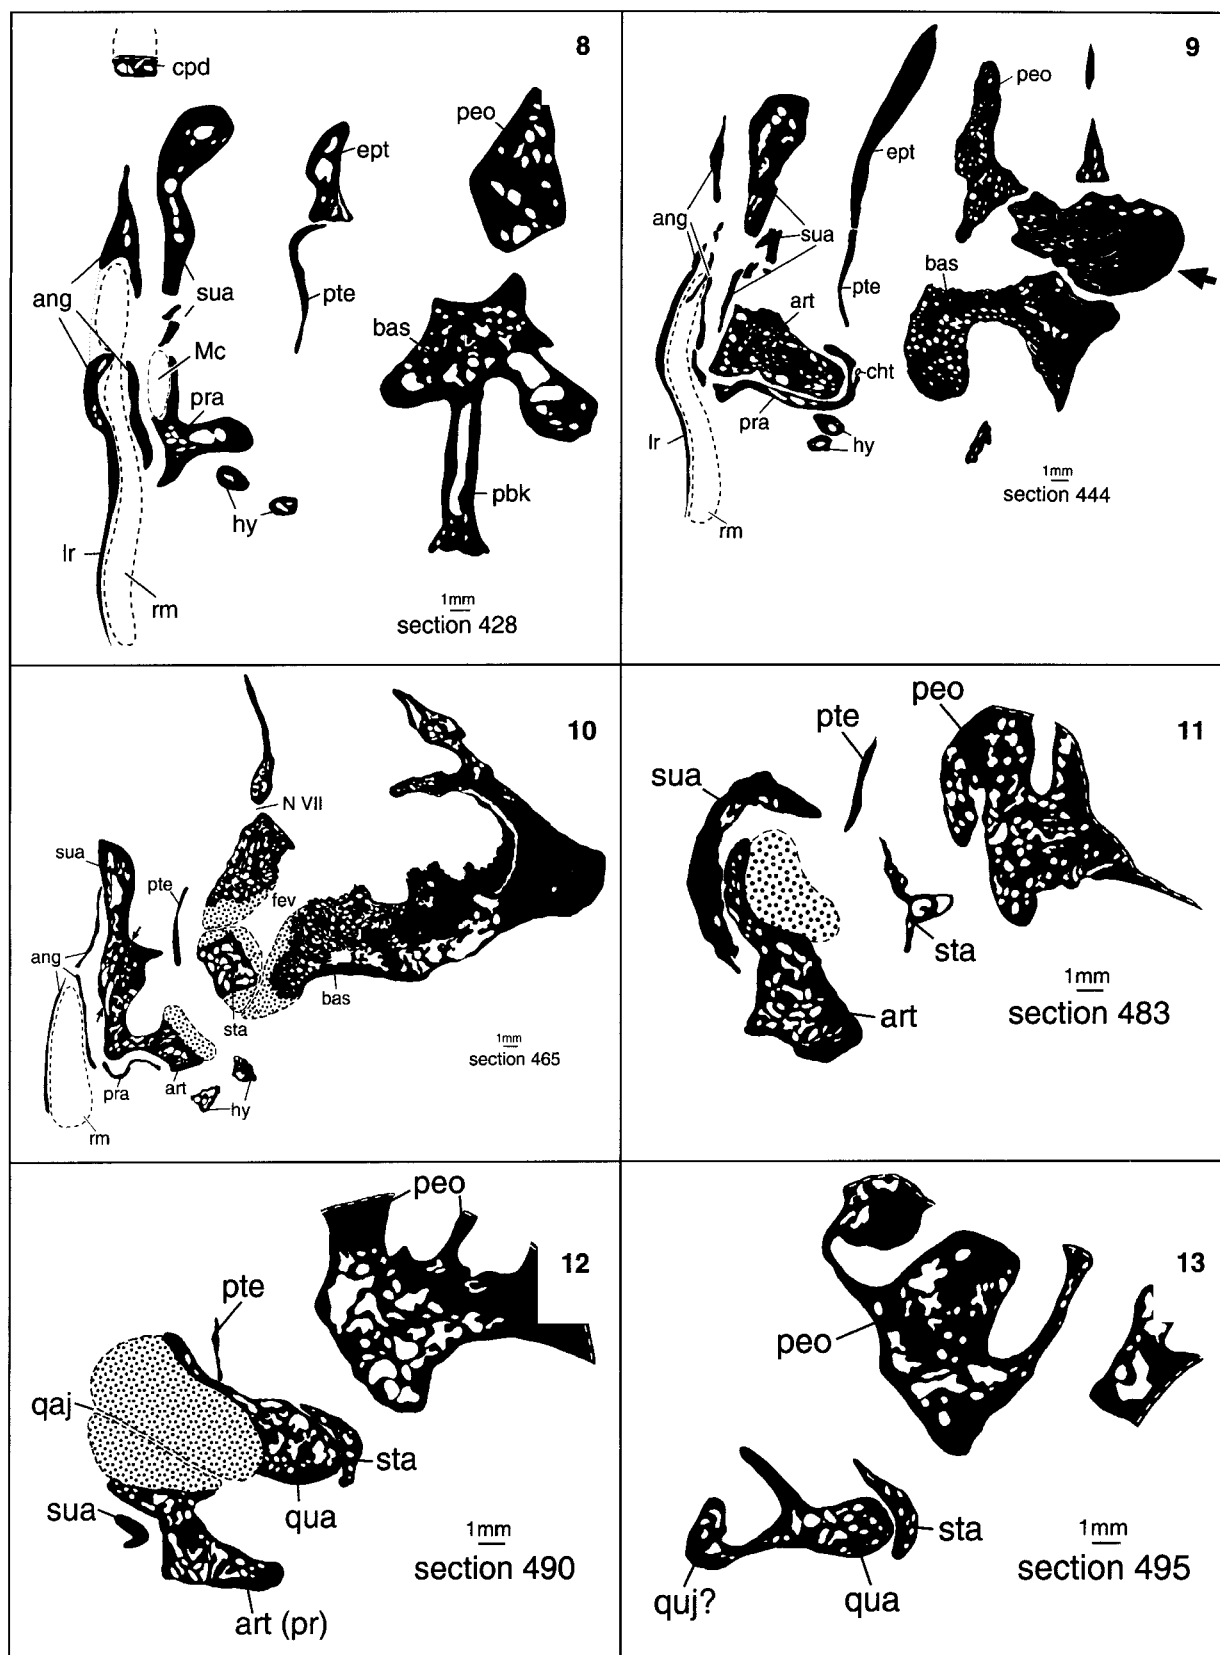 8
cpd
peo
ept
ang
sua
pte
bas
Mc
pra
hy
pbk
lr
rm
1mm
section 428
9
peo
ept
ang
sua
bas
pte
art
cht
pra
lr
hy
1mm
section 444
rm
10
N VII
sua
pte
fev
ang
bas
sta
pra
art
hy
rm
1mm
section 465
11
peo
pte
sua
sta
art
1mm
section 483
12
peo
pte
qaj
sta
sua
qua
1mm
section 490
art (pr)
13
peo
sta
1mm
section 495
quj?
qua